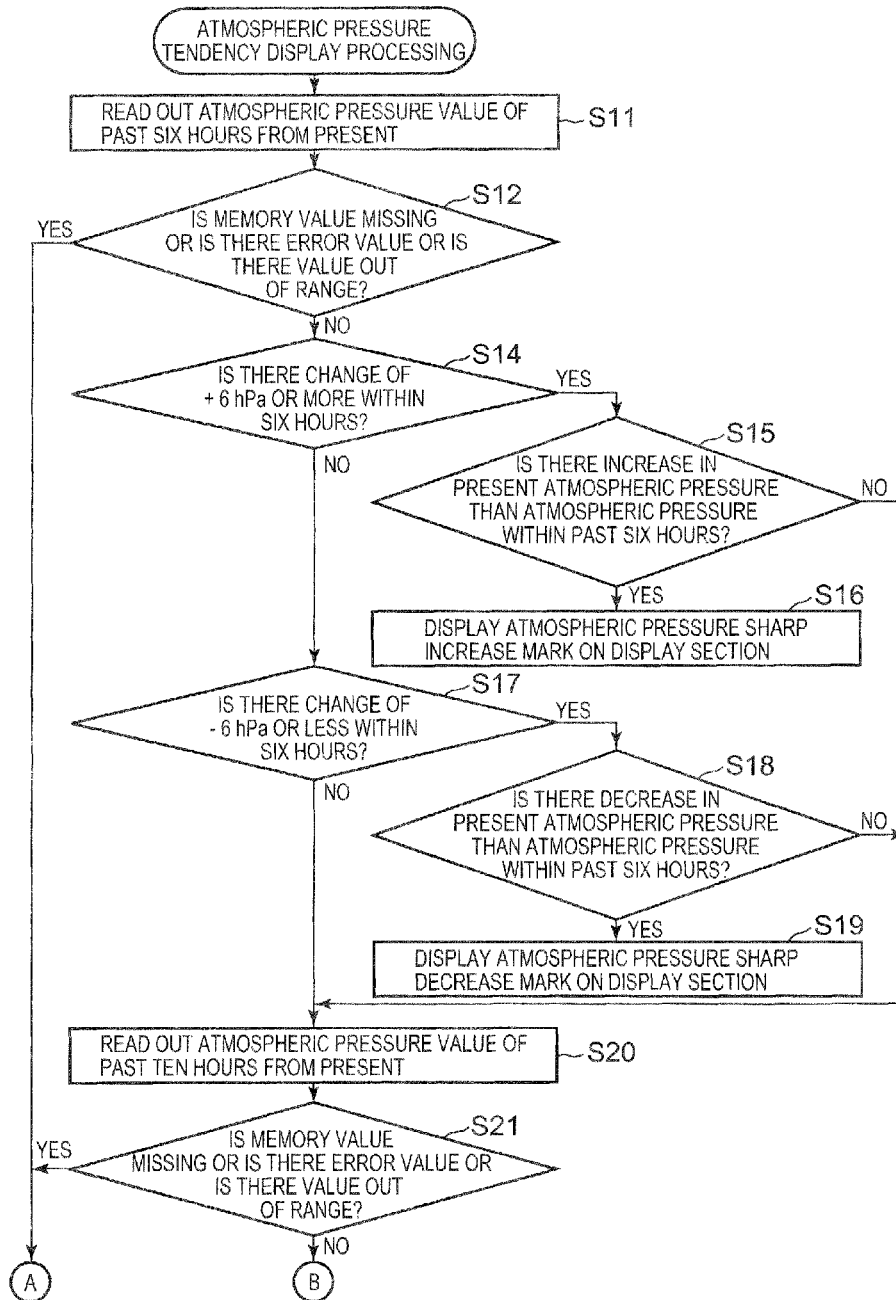 ATMOSPHERIC PRESSURE
TENDENCY DISPLAY PROCESSING
READ OUT ATMOSPHERIC PRESSURE VALUE OF
PAST SIX HOURS FROM PRESENT
S11
S12
YES
IS MEMORY VALUE MISSING
OR IS THERE ERROR VALUE OR IS
THERE VALUE OUT
OF RANGE?
NO
S14
IS THERE CHANGE OF
+ 6 hPa OR MORE WITHIN
SIX HOURS?
YES
NO
S15
IS THERE INCREASE IN
PRESENT ATMOSPHERIC PRESSURE
THAN ATMOSPHERIC PRESSURE
WITHIN PAST SIX HOURS?
NO
YES
S16
DISPLAY ATMOSPHERIC PRESSURE SHARP
INCREASE MARK ON DISPLAY SECTION
S17
IS THERE CHANGE OF
- 6 hPa OR LESS WITHIN
SIX HOURS?
YES
NO
S18
IS THERE DECREASE IN
PRESENT ATMOSPHERIC PRESSURE
THAN ATMOSPHERIC PRESSURE
WITHIN PAST SIX HOURS?
NO
YES
S19
DISPLAY ATMOSPHERIC PRESSURE SHARP
DECREASE MARK ON DISPLAY SECTION
READ OUT ATMOSPHERIC PRESSURE VALUE OF
PAST TEN HOURS FROM PRESENT
S20
S21
YES
IS MEMORY VALUE
MISSING OR IS THERE ERROR VALUE OR
IS THERE VALUE OUT
OF RANGE?
NO
A
B